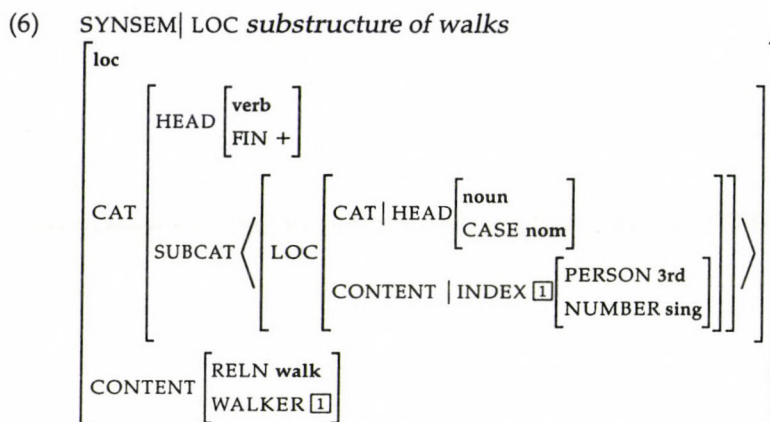 (6) SYNSEM| LOC substructure of walks
loc
HEAD verb
FIN +
CAT
SUBCAT < LOC CAT | HEAD noun
CASE nom
CONTENT | INDEX 1 PERSON 3rd
NUMBER sing >
CONTENT RELN walk
WALKER 1